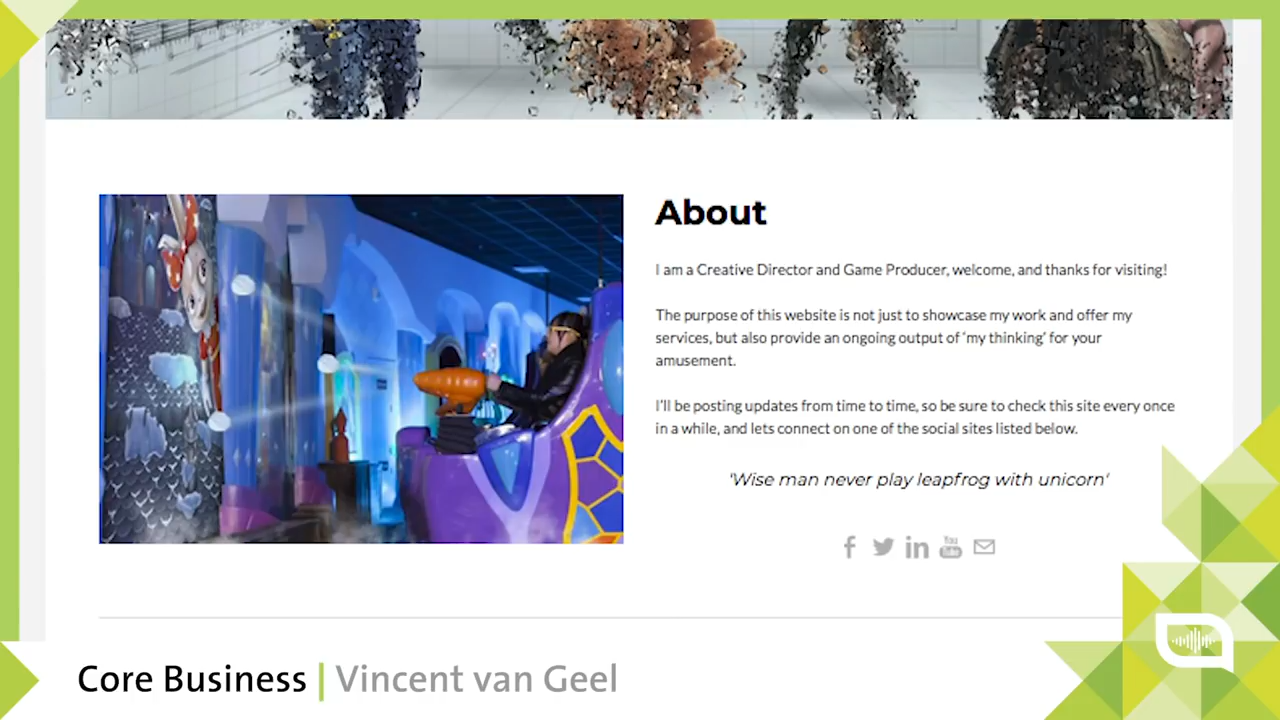 About
I am a Creative Director and Game Producer, welcome, and thanks for visiting!
The purpose of this website is not just to showcase my work and offer my
services, but also provide an ongoing output of 'my thinking' for your
amusement.
I'll be posting updates from time to time, so be sure to check this site every once
in a while, and lets connect on one of the social sites listed below.
'Wise man never play leapfrog with unicorn'
You
Tube
Core Business | Vincent van Geel